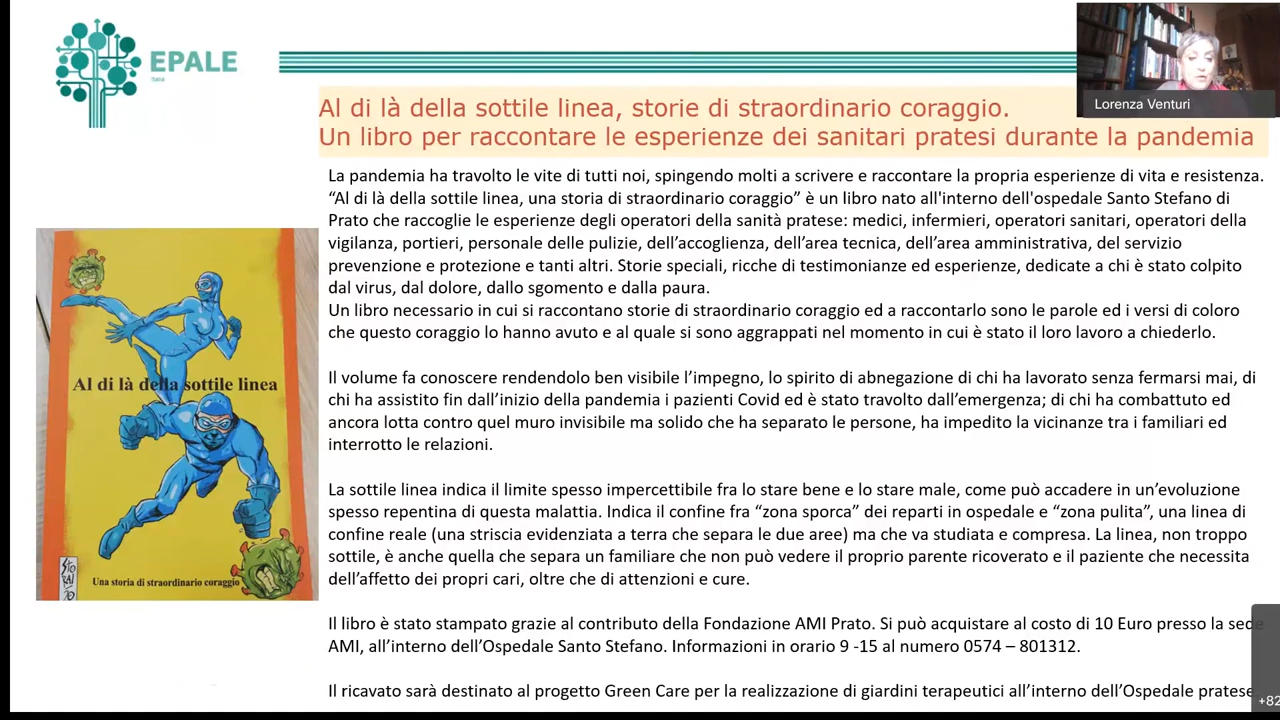 EPALE
Italia
Lorenza Venturi
Al di là della sottile linea, storie di straordinario coraggio.
Un libro per raccontare le esperienze dei sanitari pratesi durante la pandemia
La pandemia ha travolto le vite di tutti noi, spingendo molti a scrivere e raccontare la propria esperienze di vita e resistenza.
“Al di là della sottile linea, una storia di straordinario coraggio” è un libro nato all'interno dell'ospedale Santo Stefano di
Prato che raccoglie le esperienze degli operatori della sanità pratese: medici, infermieri, operatori sanitari, operatori della
vigilanza, portieri, personale delle pulizie, dell’accoglienza, dell’area tecnica, dell’area amministrativa, del servizio
prevenzione e protezione e tanti altri. Storie speciali, ricche di testimonianze ed esperienze, dedicate a chi è stato colpito
dal virus, dal dolore, dallo sgomento e dalla paura.
Un libro necessario in cui si raccontano storie di straordinario coraggio ed a raccontarlo sono le parole ed i versi di coloro
che questo coraggio lo hanno avuto e al quale si sono aggrappati nel momento in cui è stato il loro lavoro a chiederlo.
Il volume fa conoscere rendendolo ben visibile l’impegno, lo spirito di abnegazione di chi ha lavorato senza fermarsi mai, di
chi ha assistito fin dall’inizio della pandemia i pazienti Covid ed è stato travolto dall’emergenza; di chi ha combattuto ed
ancora lotta contro quel muro invisibile ma solido che ha separato le persone, ha impedito la vicinanze tra i familiari ed
interrotto le relazioni.
La sottile linea indica il limite spesso impercettibile fra lo stare bene e lo stare male, come può accadere in un’evoluzione
spesso repentina di questa malattia. Indica il confine fra “zona sporca” dei reparti in ospedale e “zona pulita”, una linea di
confine reale (una striscia evidenziata a terra che separa le due aree) ma che va studiata e compresa. La linea, non troppo
sottile, è anche quella che separa un familiare che non può vedere il proprio parente ricoverato e il paziente che necessita
dell’affetto dei propri cari, oltre che di attenzioni e cure.
Il libro è stato stampato grazie al contributo della Fondazione AMI Prato. Si può acquistare al costo di 10 Euro presso la sede
AMI, all’interno dell’Ospedale Santo Stefano. Informazioni in orario 9 -15 al numero 0574 – 801312.
Il ricavato sarà destinato al progetto Green Care per la realizzazione di giardini terapeutici all’interno dell’Ospedale pratese
+82
Al di là della sottile linea
Una storia di straordinario coraggio